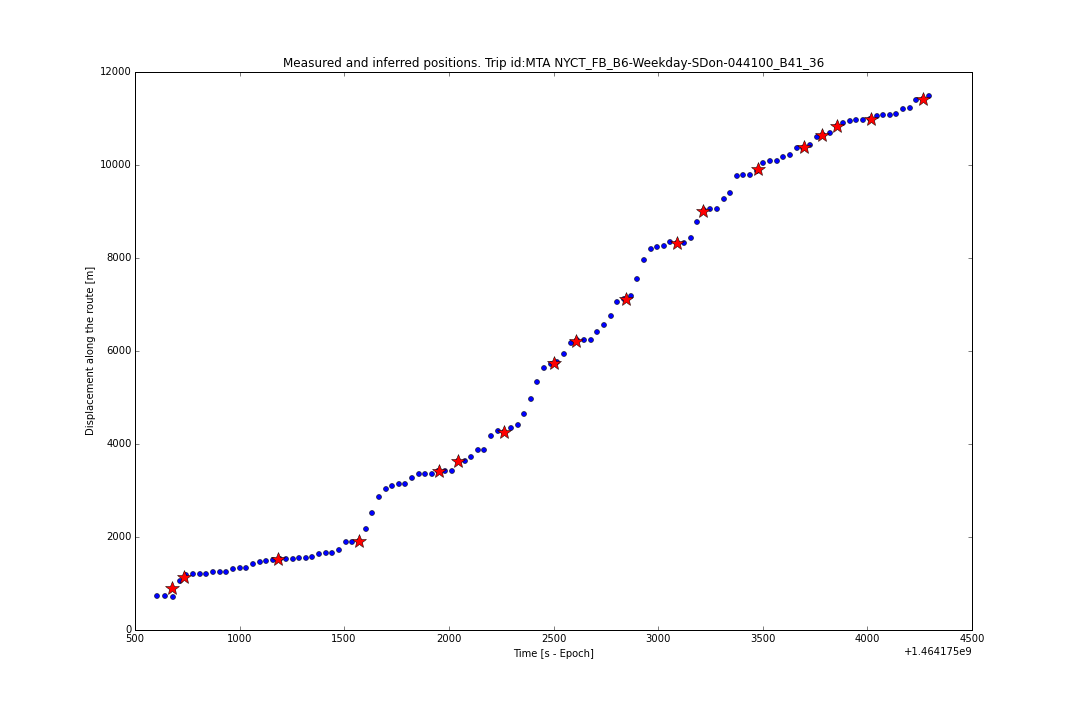 Measured and inferred positions. Trip id:MTA NYCT_FB_B6-Weekday-SDon-044100_B41_36
12000
10000
8000
6000
4000
2000
0
Displacement along the route [m]
500 1000 1500 2000 2500 3000 3500 4000 4500
Time [s - Epoch]
+1.464175e9